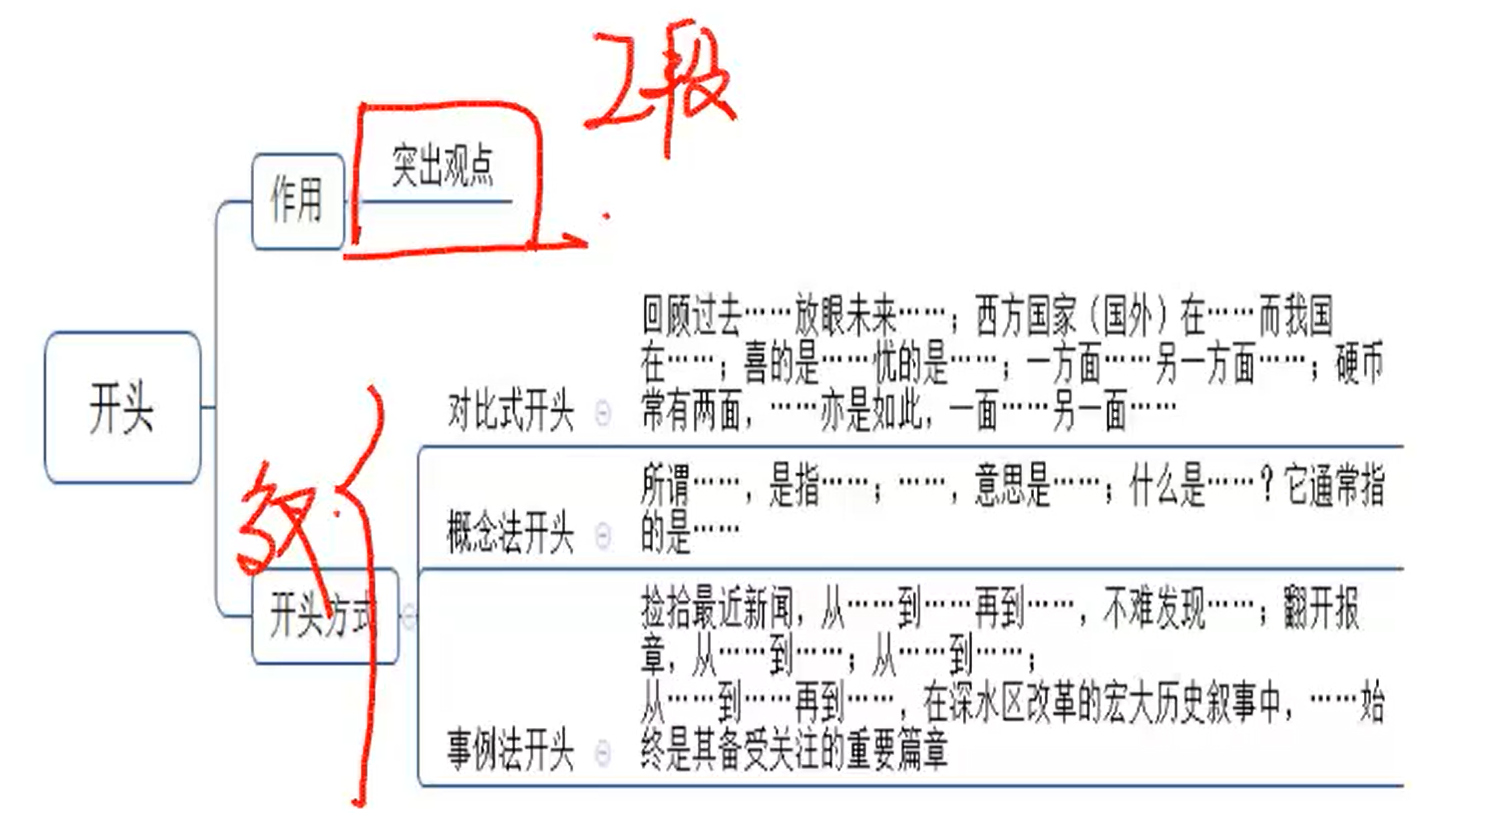 2段
突出观点
作用
回顾过去……放眼未来……；西方国家（国外）在……而我国
在……；喜的是……忧的是……；一方面……另一方面……；硬币
常有两面，……亦是如此，一面……另一面……
对比式开头
开头
所谓……，是指……；……，意思是……；什么是……？它通常指
的是……
概念法开头
开头方式
捡拾最近新闻，从……到……再到……，不难发现……；翻开报
章，从……到……；从……到……；
从……到……再到……，在深水区改革的宏大历史叙事中，……始
终是其备受关注的重要篇章
事例法开头